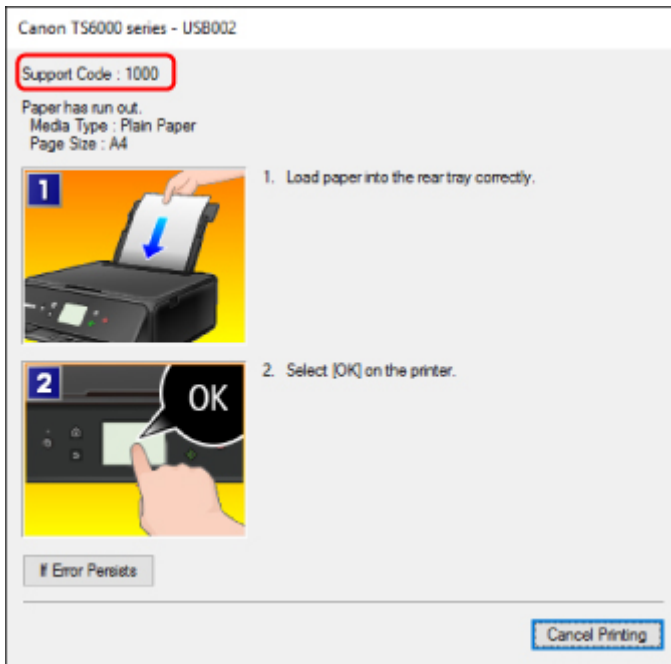 Canon TS6000 series - USB002
Support Code : 1000
Paper has run out.
Media Type : Plain Paper
Page Size : A4
1
1. Load paper into the rear tray correctly.
2
OK
2. Select [OK] on the printer.
If Error Persists
Cancel Printing